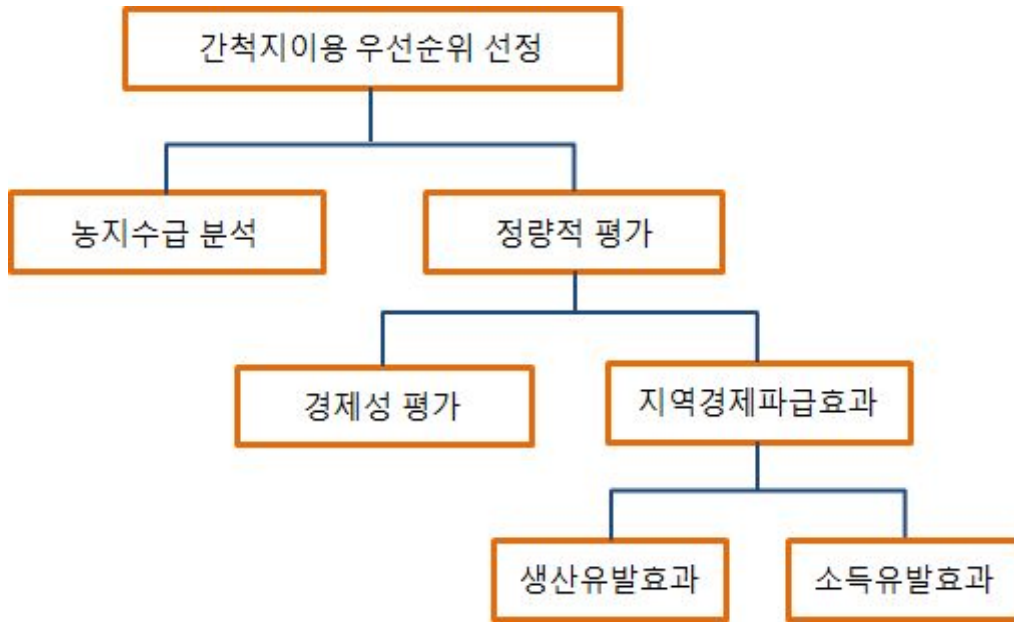 간척지이용 우선순위 선정
농지수급 분석
정량적 평가
경제성 평가
지역경제파급효과
생산유발효과
소득유발효과